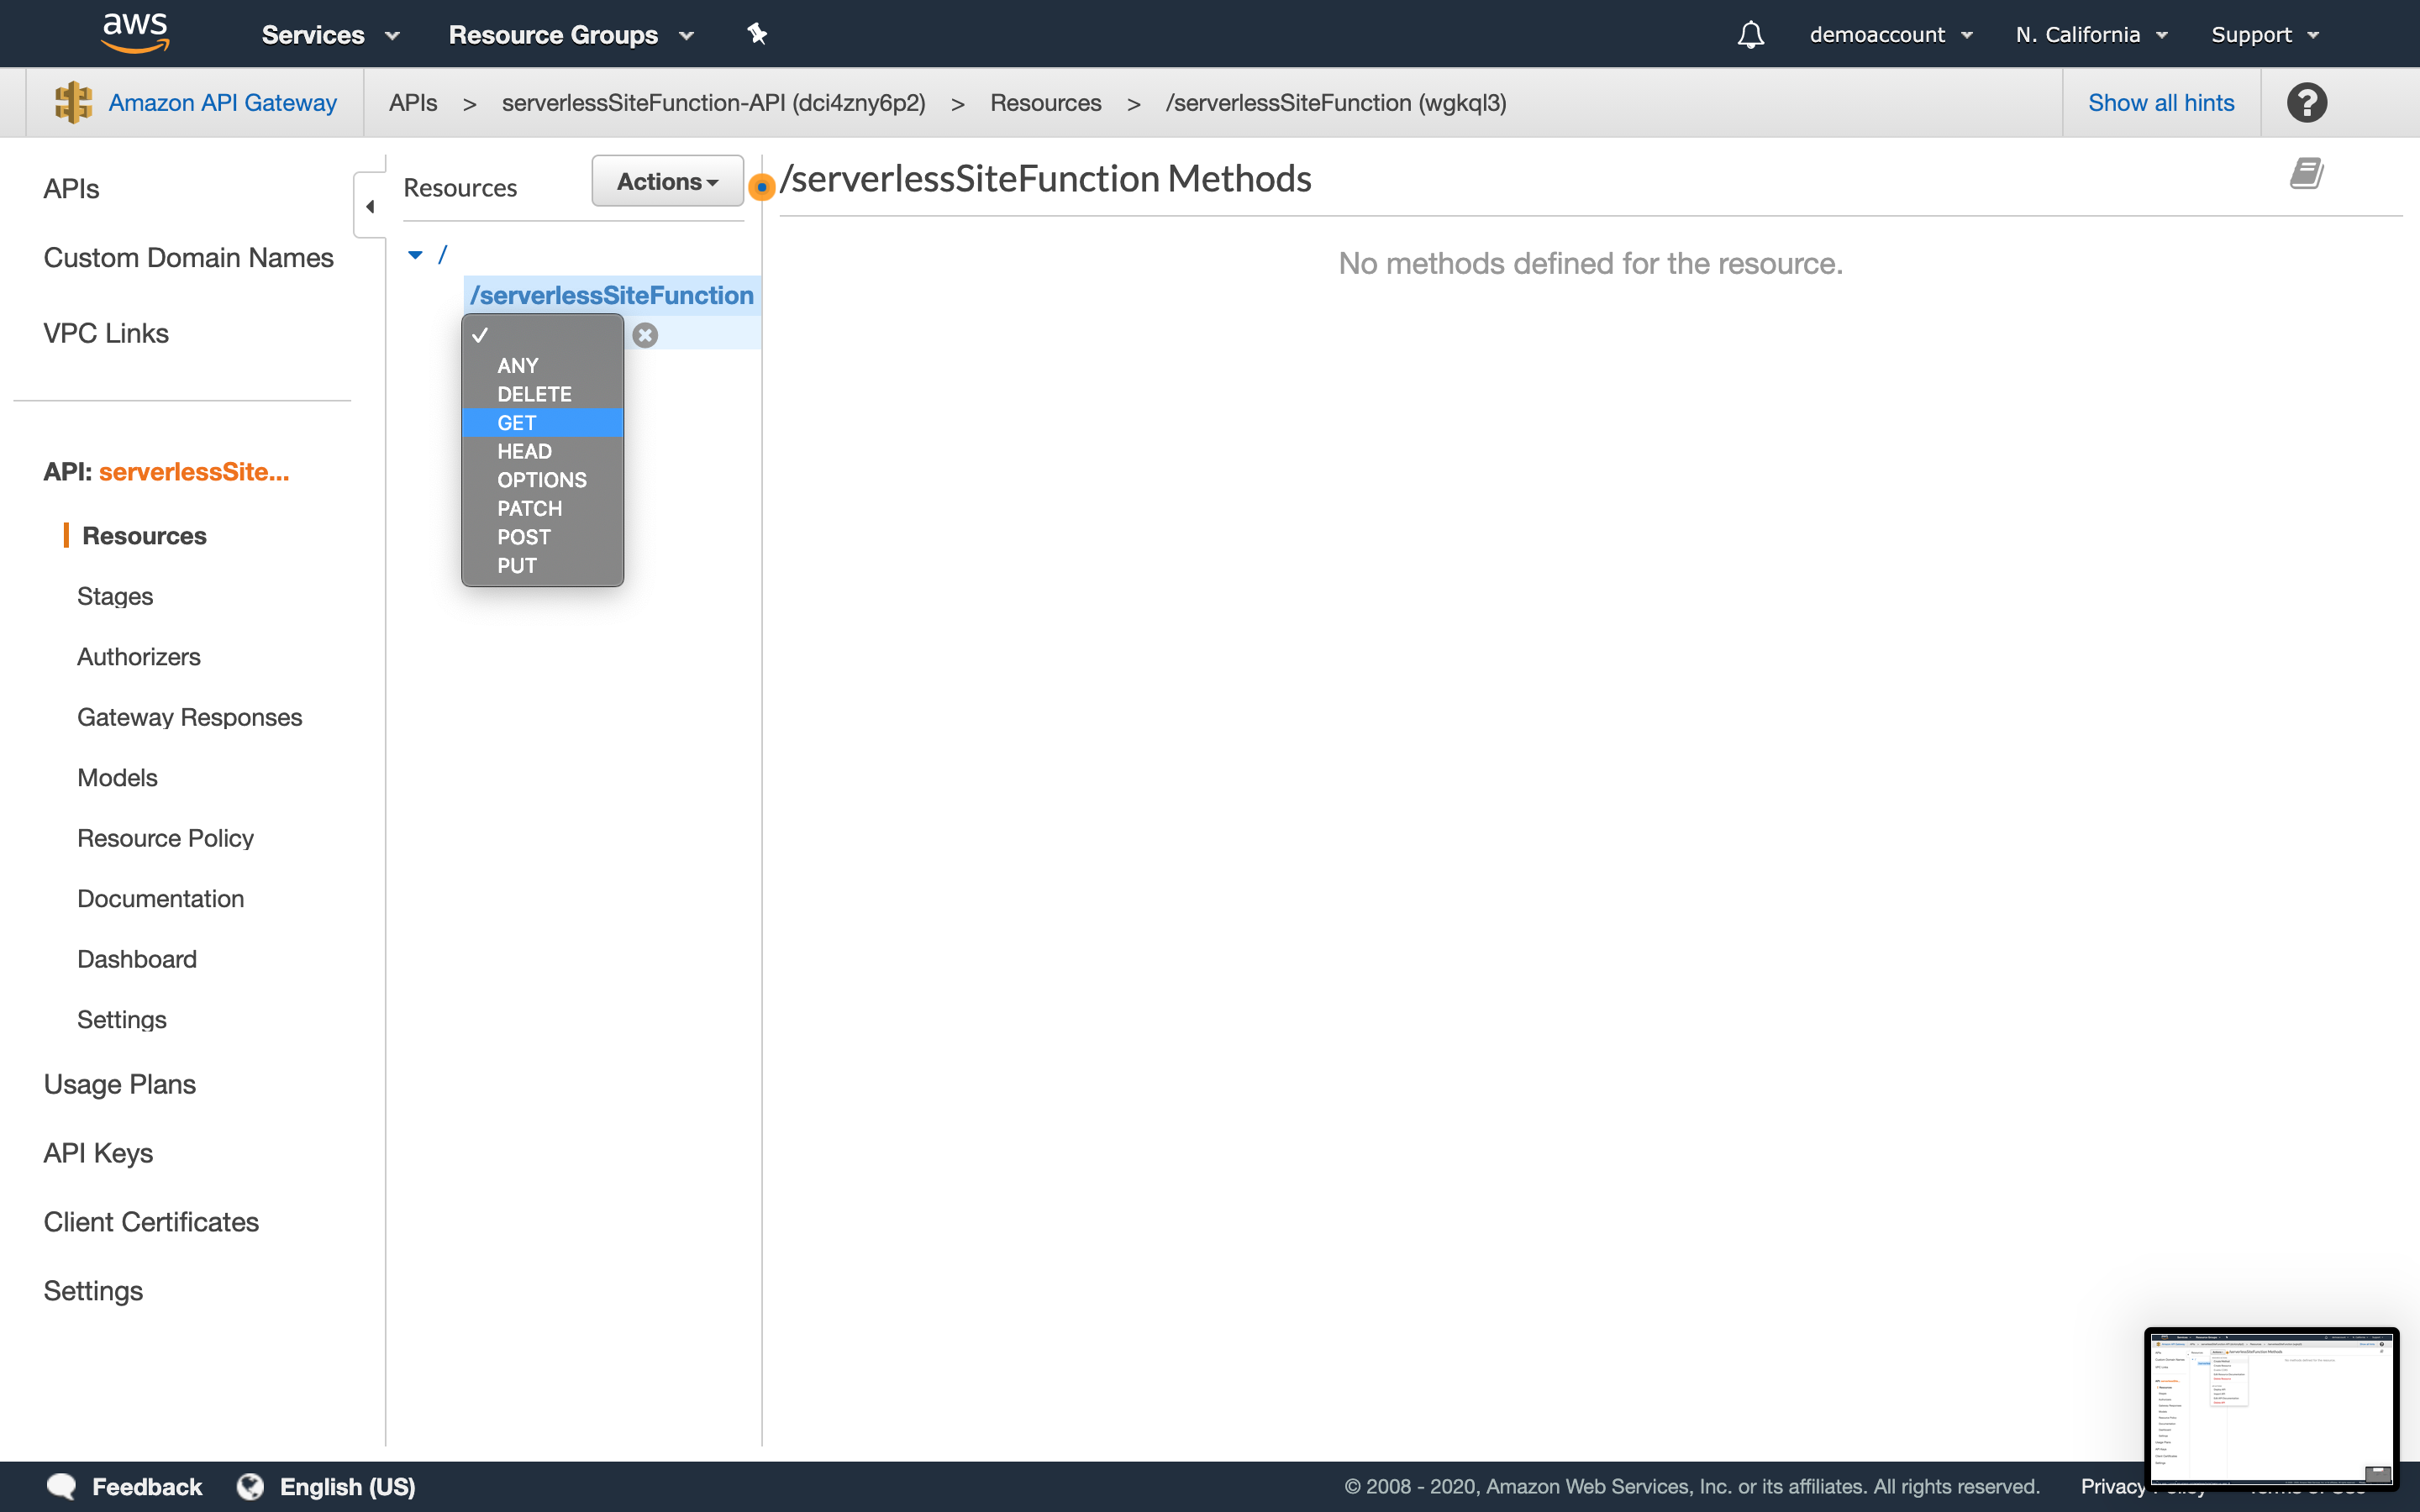 aws
Services
Resource Groups
demoaccount
N. California
Support
Amazon API Gateway
APIs > serverlessSiteFunction-API (dci4zny6p2) > Resources > /serverlessSiteFunction (wgkql3)
Show all hints
?
APIs
Custom Domain Names
VPC Links
API: serverlessSite...
Resources
Stages
Authorizers
Gateway Responses
Models
Resource Policy
Documentation
Dashboard
Settings
Usage Plans
API Keys
Client Certificates
Settings
Resources
Actions
/
/serverlessSiteFunction
ANY
DELETE
GET
HEAD
OPTIONS
PATCH
POST
PUT
/serverlessSiteFunction Methods
No methods defined for the resource.
Feedback
English (US)
© 2008 - 2020, Amazon Web Services, Inc. or its affiliates. All rights reserved.
Privacy